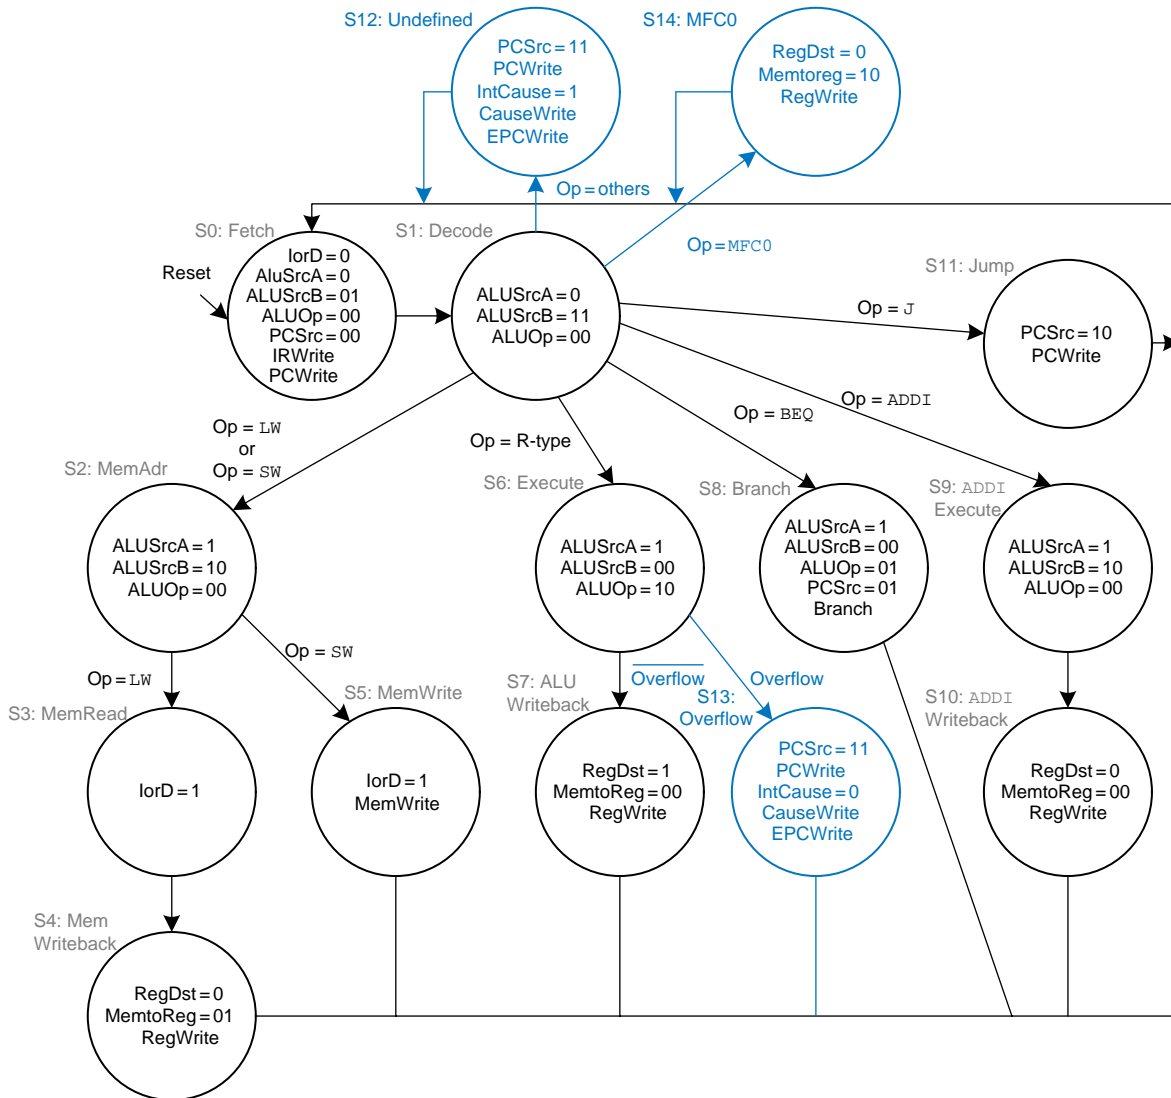 S12: Undefined
PCSrc = 11
PCWrite
IntCause = 1
CauseWrite
EPCWrite
S14: MFC0
RegDst = 0
Memtoreg = 10
RegWrite
Op = others
Op = MFC0
S0: Fetch
Reset
IorD = 0
AluSrcA = 0
ALUSrcB = 01
ALUOp = 00
PCSrc = 00
IRWrite
PCWrite
S1: Decode
ALUSrcA = 0
ALUSrcB = 11
ALUOp = 00
S11: Jump
Op = J
PCSrc = 10
PCWrite
Op = LW
or
Op = SW
Op = R-type
Op = BEQ
Op = ADDI
S2: MemAdr
ALUSrcA = 1
ALUSrcB = 10
ALUOp = 00
S6: Execute
ALUSrcA = 1
ALUSrcB = 00
ALUOp = 10
S8: Branch
ALUSrcA = 1
ALUSrcB = 00
ALUOp = 01
PCSrc = 01
Branch
S9: ADDI
Execute
ALUSrcA = 1
ALUSrcB = 10
ALUOp = 00
Op = LW
Op = SW
Overflow
Overflow
S3: MemRead
IorD = 1
S5: MemWrite
IorD = 1
MemWrite
S7: ALU
Writeback
RegDst = 1
MemtoReg = 00
RegWrite
S13:
Overflow
PCSrc = 11
PCWrite
IntCause = 0
CauseWrite
EPCWrite
S10: ADDI
Writeback
RegDst = 0
MemtoReg = 00
RegWrite
S4: Mem
Writeback
RegDst = 0
MemtoReg = 01
RegWrite